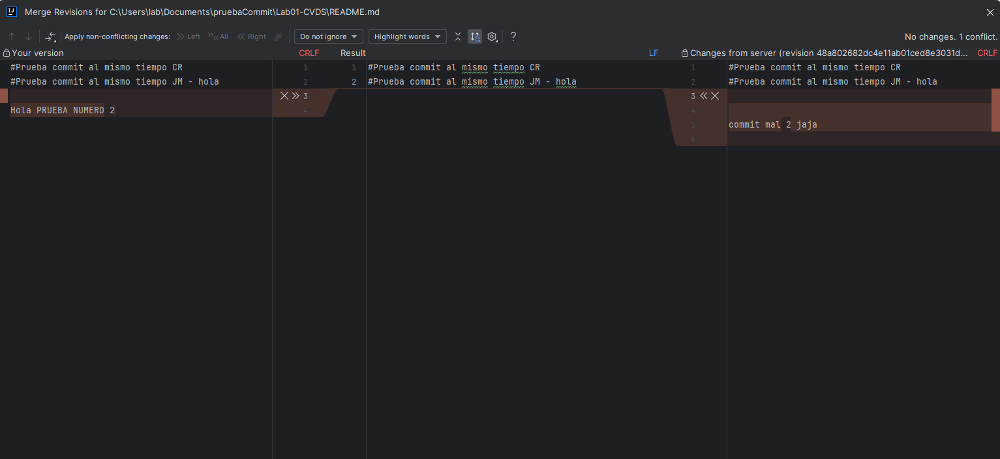 IJ Merge Revisions for C:\Users\lab\Documents\pruebaCommit\Lab01-CVDS\README.md
Apply non-conflicting changes: Left All Right Do not ignore Highlight words ? No changes. 1 conflict.
Your version CRLF
#Prueba commit al mismo tiempo CR 1
#Prueba commit al mismo tiempo JM - hola 2
3
Hola PRUEBA NUMERO 2 4
Result LF
1 #Prueba commit al mismo tiempo CR
2 #Prueba commit al mismo tiempo JM - hola
Changes from server (revision 48a802682dc4e11ab01ced8e3031d... CRLF
1 #Prueba commit al mismo tiempo CR
2 #Prueba commit al mismo tiempo JM - hola
3
4
5 commit mal 2 jaja
6